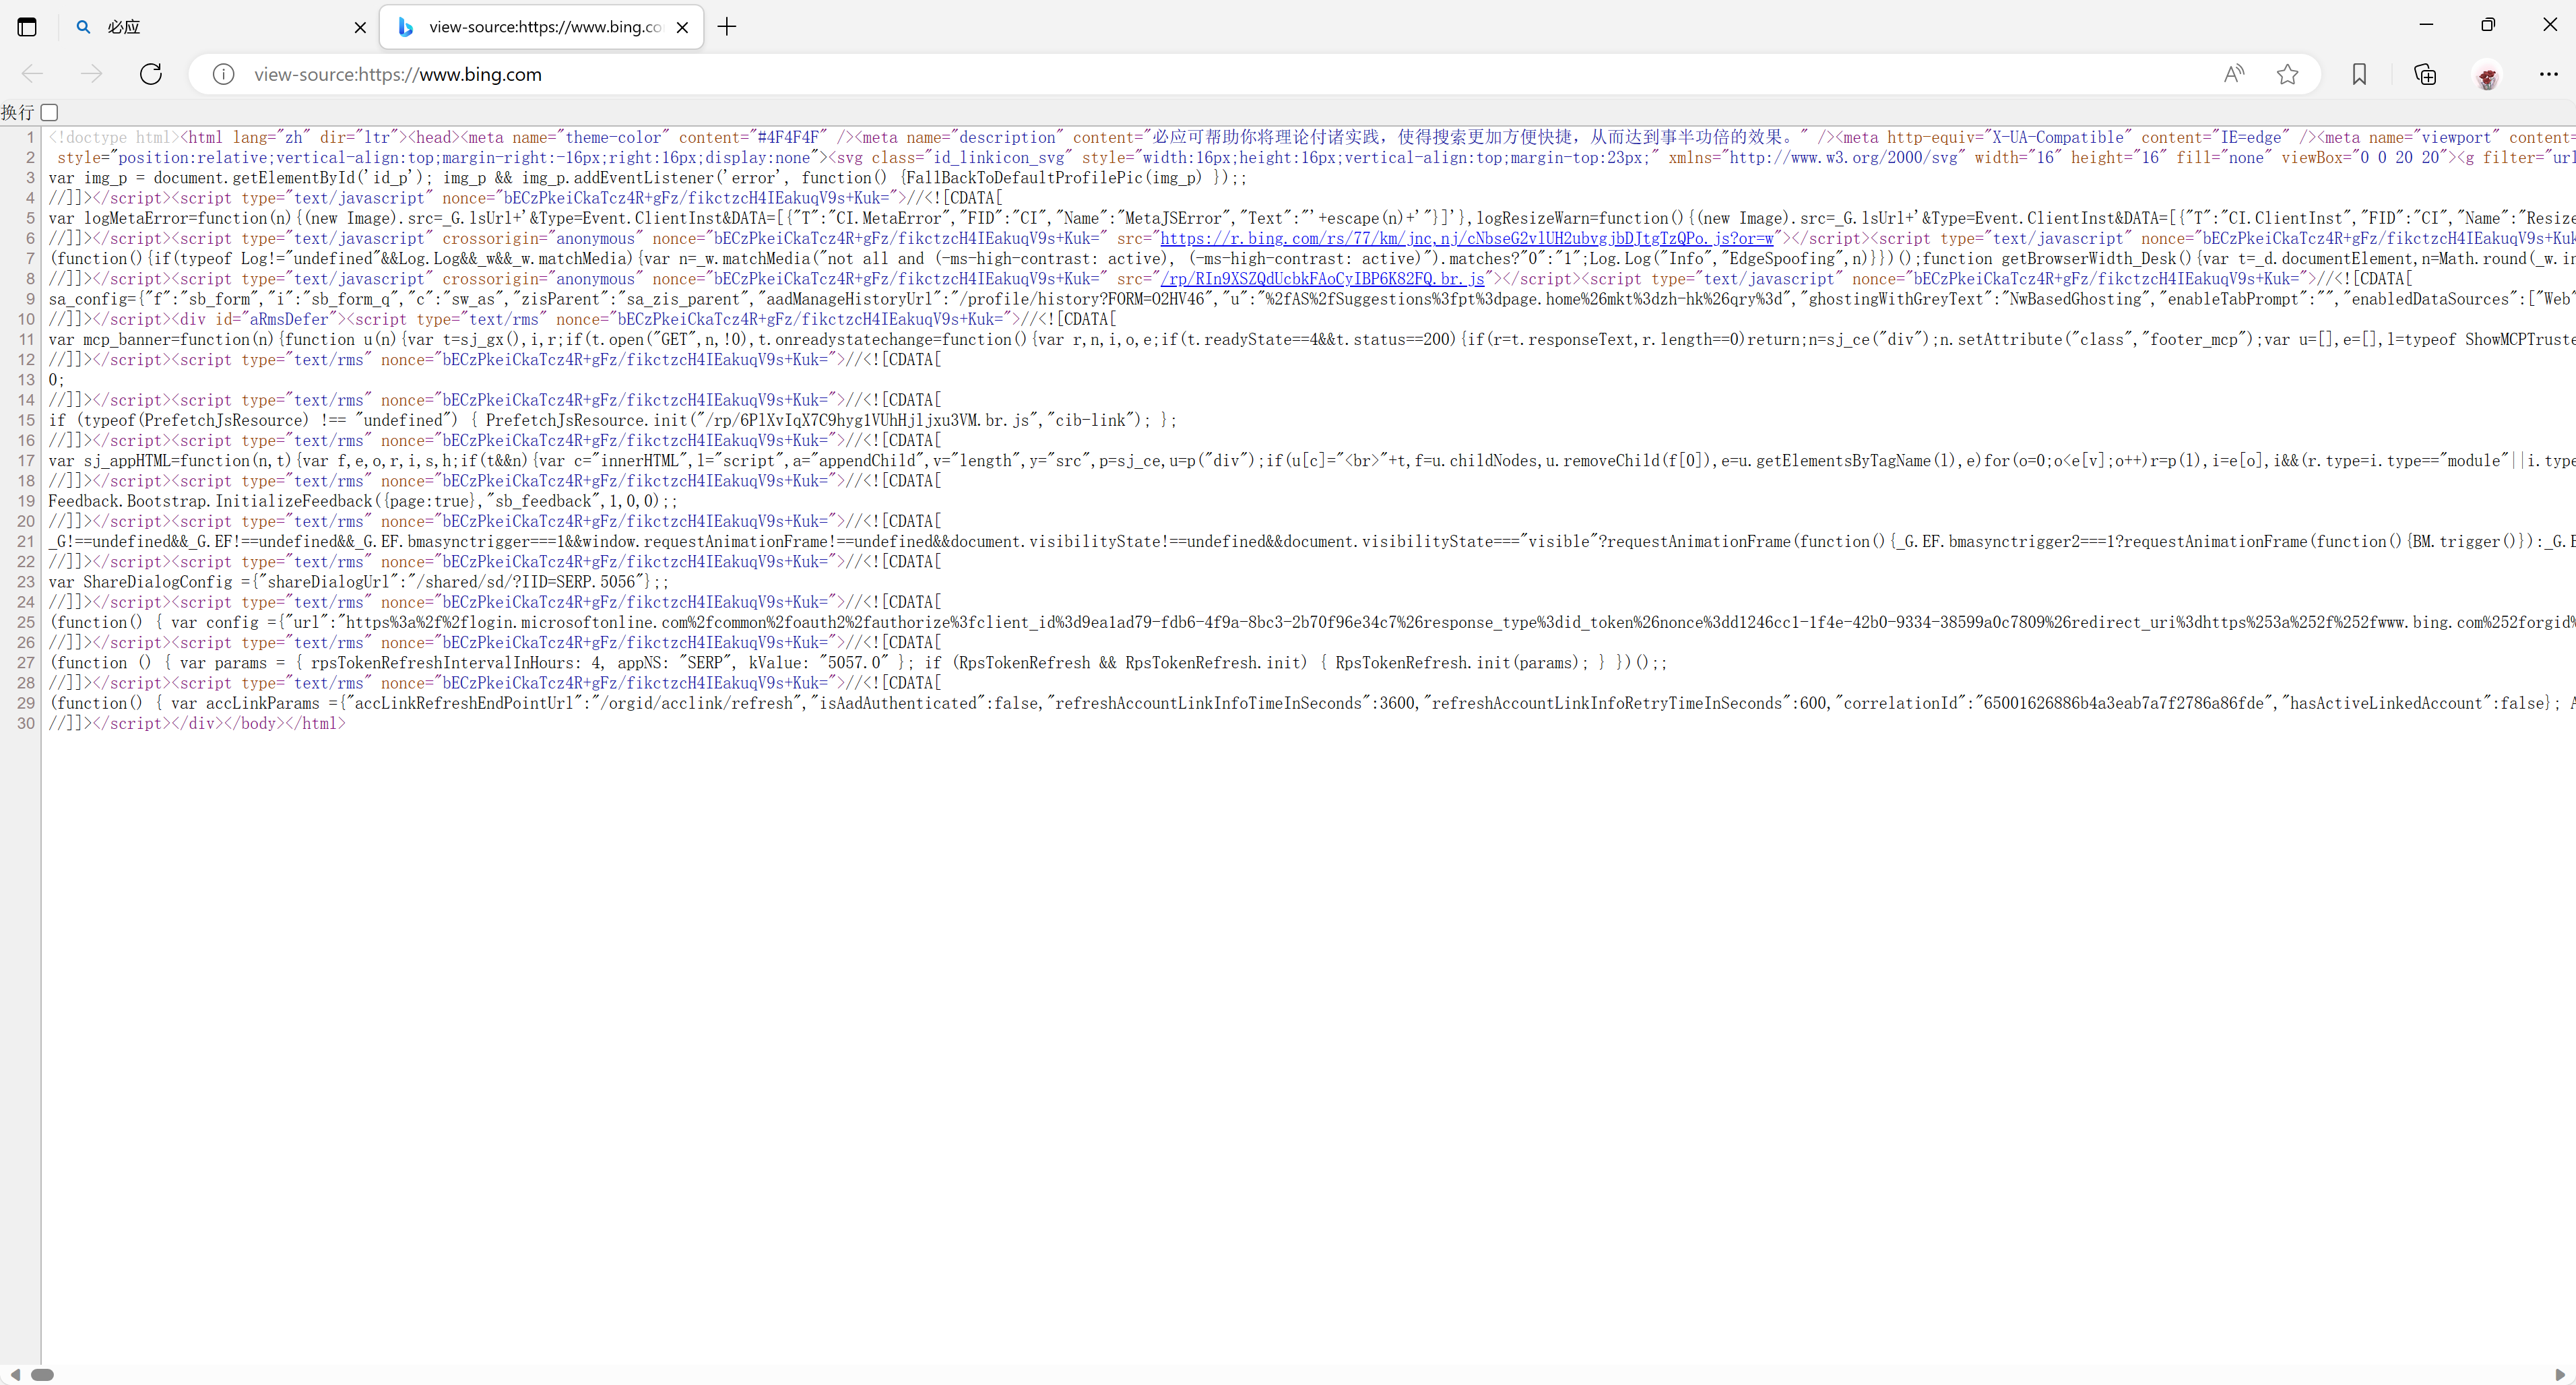 必应
view-source:https://www.bing.co
view-source:https://www.bing.com
换行
1 <!doctype html><html lang="zh" dir="ltr"><head><meta name="theme-color" content="#4F4F4F" /><meta name="description" content="必应可帮助你将理论付诸实践，使得搜索更加方便快捷，从而达到事半功倍的效果。" /><meta http-equiv="X-UA-Compatible" content="IE=edge" /><meta name="viewport" content=
2 style="position:relative;vertical-align:top;margin-right:-16px;right:16px;display:none"><svg class="id_linkicon_svg" style="width:16px;height:16px;vertical-align:top;margin-top:23px;" xmlns="http://www.w3.org/2000/svg" width="16" height="16" fill="none" viewBox="0 0 20 20"><g filter="url
3 var img_p = document.getElementById('id_p'); img_p && img_p.addEventListener('error', function() {FallBackToDefaultProfilePic(img_p) });;
4 //]]></script><script type="text/javascript" nonce="bECzPkeiCkaTcz4R+gFz/fikctzcH4IEakuqV9s+Kuk=">//<![CDATA[
5 var logMetaError=function(n){(new Image).src=_G.lsUrl+'&Type=Event.ClientInst&DATA=[{"T":"CI.MetaError","FID":"CI","Name":"MetaJSError","Text":"'+escape(n)+'"}]'},logResizeWarn=function(){(new Image).src=_G.lsUrl+'&Type=Event.ClientInst&DATA=[{"T":"CI.ClientInst","FID":"CI","Name":"Resize
6 //]]></script><script type="text/javascript" crossorigin="anonymous" nonce="bECzPkeiCkaTcz4R+gFz/fikctzcH4IEakuqV9s+Kuk=" src="https://r.bing.com/rs/77/km/jnc,nj/cNbseG2vlUH2ubvgjbDJtgTzQPo.js?or=w"></script><script type="text/javascript" nonce="bECzPkeiCkaTcz4R+gFz/fikctzcH4IEakuqV9s+Kuk
7 (function(){if(typeof Log!="undefined"&&Log.Log&&_w&&_w.matchMedia){var n=_w.matchMedia("not all and (-ms-high-contrast: active), (-ms-high-contrast: active)").matches?"0":"1";Log.Log("Info","EdgeSpoofing",n)}})();function getBrowserWidth_Desk(){var t=_d.documentElement,n=Math.round(_w.in
8 //]]></script><script type="text/javascript" crossorigin="anonymous" nonce="bECzPkeiCkaTcz4R+gFz/fikctzcH4IEakuqV9s+Kuk=" src="/rp/RIn9XSZQdUcbkFAoCyIBP6K82FQ.br.js"></script><script type="text/javascript" nonce="bECzPkeiCkaTcz4R+gFz/fikctzcH4IEakuqV9s+Kuk=">//<![CDATA[
9 sa_config={"f":"sb_form","i":"sb_form_q","c":"sw_as","zisParent":"sa_zis_parent","aadManageHistoryUrl":"/profile/history?FORM=O2HV46","u":"%2fAS%2fSuggestions%3fpt%3dpage.home%26mkt%3dzh-hk%26qry%3d","ghostingWithGreyText":"NwBasedGhosting","enableTabPrompt":"","enabledDataSources":["Web"
10 //]]></script><div id="aRmsDefer"><script type="text/rms" nonce="bECzPkeiCkaTcz4R+gFz/fikctzcH4IEakuqV9s+Kuk=">//<![CDATA[
11 var mcp_banner=function(n){function u(n){var t=sj_gx(),i,r;if(t.open("GET",n,!0),t.onreadystatechange=function(){var r,n,i,o,e;if(t.readyState==4&&t.status==200){if(r=t.responseText,r.length==0)return;n=sj_ce("div");n.setAttribute("class","footer_mcp");var u=[],e=[],l=typeof ShowMCPTruste
12 //]]></script><script type="text/rms" nonce="bECzPkeiCkaTcz4R+gFz/fikctzcH4IEakuqV9s+Kuk=">//<![CDATA[
13 0;
14 //]]></script><script type="text/rms" nonce="bECzPkeiCkaTcz4R+gFz/fikctzcH4IEakuqV9s+Kuk=">//<![CDATA[
15 if (typeof(PrefetchJsResource) !== "undefined") { PrefetchJsResource.init("/rp/6PlXvIqX7C9hyg1VUhHjljxu3VM.br.js","cib-link"); };
16 //]]></script><script type="text/rms" nonce="bECzPkeiCkaTcz4R+gFz/fikctzcH4IEakuqV9s+Kuk=">//<![CDATA[
17 var sj_appHTML=function(n,t){var f,e,o,r,i,s,h;if(t&&n){var c="innerHTML",l="script",a="appendChild",v="length",y="src",p=sj_ce,u=p("div");if(u[c]="<br>"+t,f=u.childNodes,u.removeChild(f[0]),e=u.getElementsByTagName(l),e)for(o=0;o<e[v];o++)r=p(l),i=e[o],i&&(r.type=i.type=="module"||i.type
18 //]]></script><script type="text/rms" nonce="bECzPkeiCkaTcz4R+gFz/fikctzcH4IEakuqV9s+Kuk=">//<![CDATA[
19 Feedback.Bootstrap.InitializeFeedback({page:true},"sb_feedback",1,0,0);;
20 //]]></script><script type="text/rms" nonce="bECzPkeiCkaTcz4R+gFz/fikctzcH4IEakuqV9s+Kuk=">//<![CDATA[
21 _G!==undefined&&_G.EF!==undefined&&_G.EF.bmasynctrigger===1&&window.requestAnimationFrame!==undefined&&document.visibilityState!==undefined&&document.visibilityState==="visible"?requestAnimationFrame(function(){_G.EF.bmasynctrigger2===1?requestAnimationFrame(function(){BM.trigger()}):_G.E
22 //]]></script><script type="text/rms" nonce="bECzPkeiCkaTcz4R+gFz/fikctzcH4IEakuqV9s+Kuk=">//<![CDATA[
23 var ShareDialogConfig ={"shareDialogUrl":"/shared/sd/?IID=SERP.5056"};;
24 //]]></script><script type="text/rms" nonce="bECzPkeiCkaTcz4R+gFz/fikctzcH4IEakuqV9s+Kuk=">//<![CDATA[
25 (function() { var config ={"url":"https%3a%2f%2flogin.microsoftonline.com%2fcommon%2foauth2%2fauthorize%3fclient_id%3d9ea1ad79-fdb6-4f9a-8bc3-2b70f96e34c7%26response_type%3did_token%26nonce%3dd1246cc1-1f4e-42b0-9334-38599a0c7809%26redirect_uri%3dhttps%253a%252f%252fwww.bing.com%252forgid%
26 //]]></script><script type="text/rms" nonce="bECzPkeiCkaTcz4R+gFz/fikctzcH4IEakuqV9s+Kuk=">//<![CDATA[
27 (function () { var params = { rpsTokenRefreshIntervalInHours: 4, appNS: "SERP", kValue: "5057.0" }; if (RpsTokenRefresh && RpsTokenRefresh.init) { RpsTokenRefresh.init(params); } })();;
28 //]]></script><script type="text/rms" nonce="bECzPkeiCkaTcz4R+gFz/fikctzcH4IEakuqV9s+Kuk=">//<![CDATA[
29 (function() { var accLinkParams ={"accLinkRefreshEndPointUrl":"/orgid/acclink/refresh","isAadAuthenticated":false,"refreshAccountLinkInfoTimeInSeconds":3600,"refreshAccountLinkInfoRetryTimeInSeconds":600,"correlationId":"65001626886b4a3eab7a7f2786a86fde","hasActiveLinkedAccount":false}; A
30 //]]></script></div></body></html>